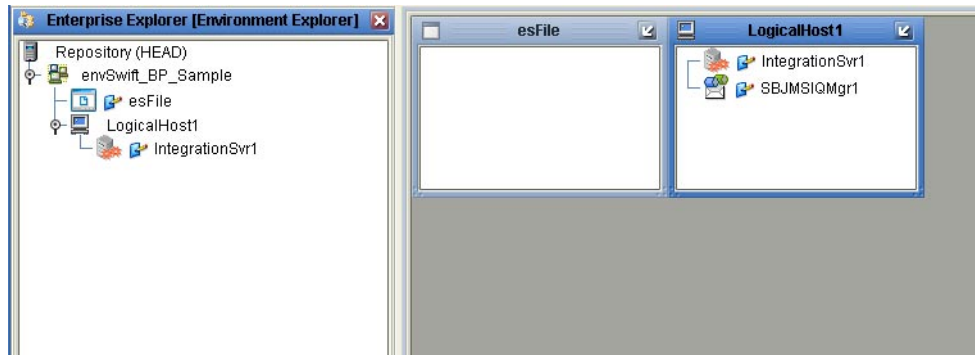 Enterprise Explorer [Environment Explorer]
Repository (HEAD)
envSwift_BP_Sample
esFile
LogicalHost1
IntegrationSvr1
esFile
LogicalHost1
IntegrationSvr1
SBJMSIQMgr1